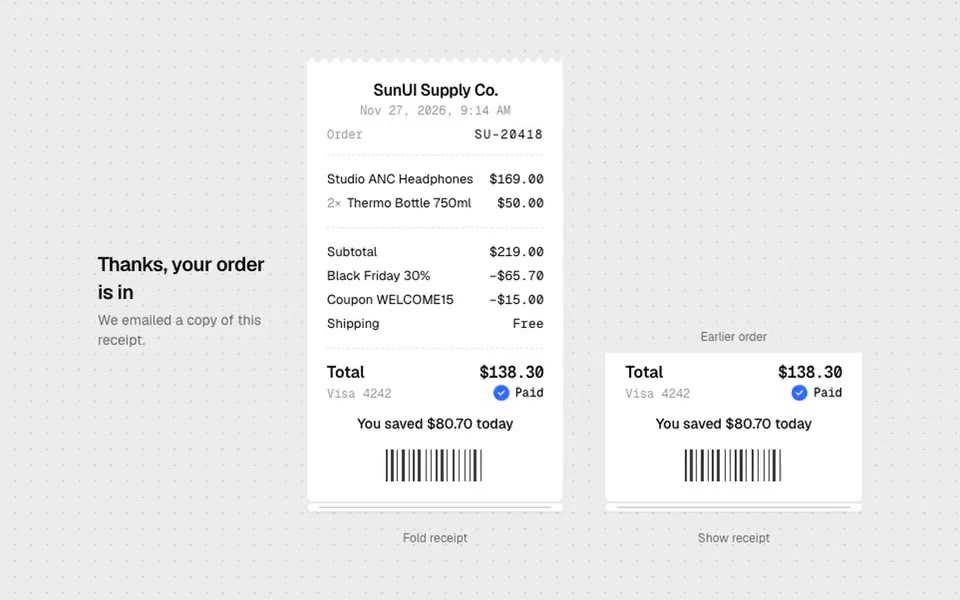 Thanks, your order
is in
We emailed a copy of this
receipt.
SunUI Supply Co.
Nov 27, 2026, 9:14 AM
Order SU-20418
Studio ANC Headphones $169.00
2× Thermo Bottle 750ml $50.00
Subtotal $219.00
Black Friday 30% −$65.70
Coupon WELCOME15 −$15.00
Shipping Free
Total $138.30
Visa 4242 Paid
You saved $80.70 today
Fold receipt
Earlier order
Total $138.30
Visa 4242 Paid
You saved $80.70 today
Show receipt